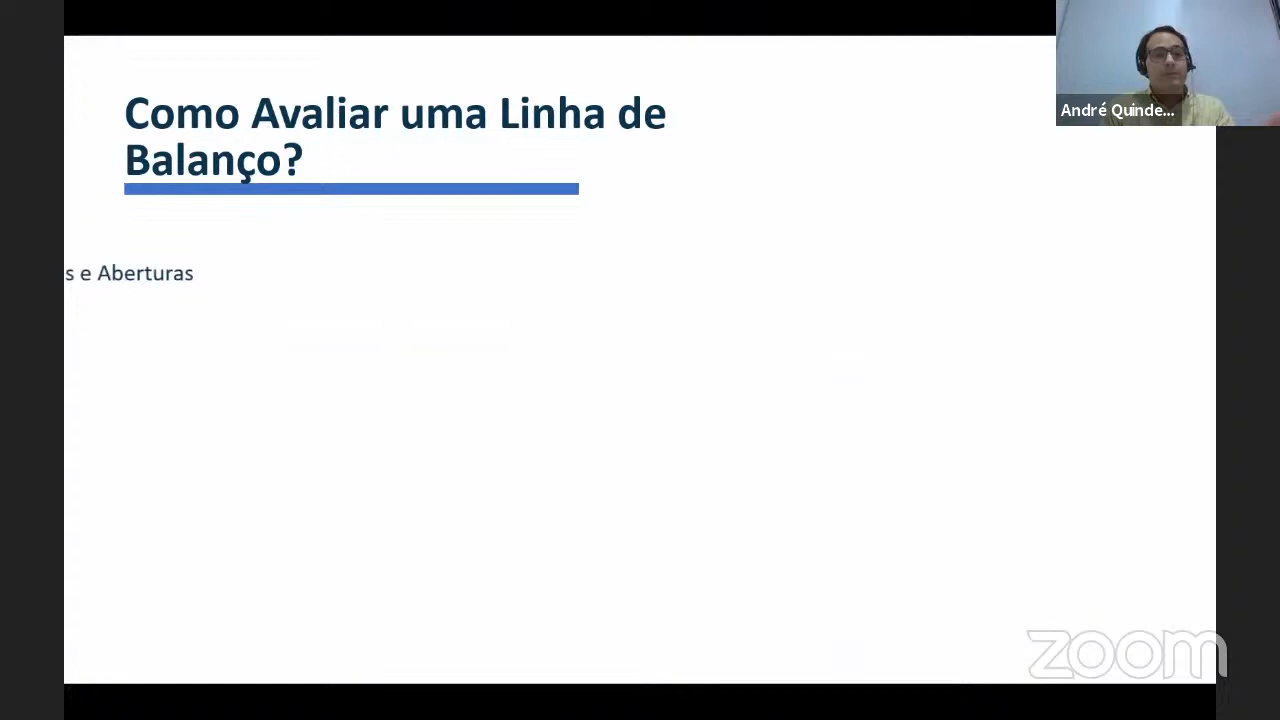 Como Avaliar uma Linha de
Balanço?
s e Aberturas
André Quinde...
zoom